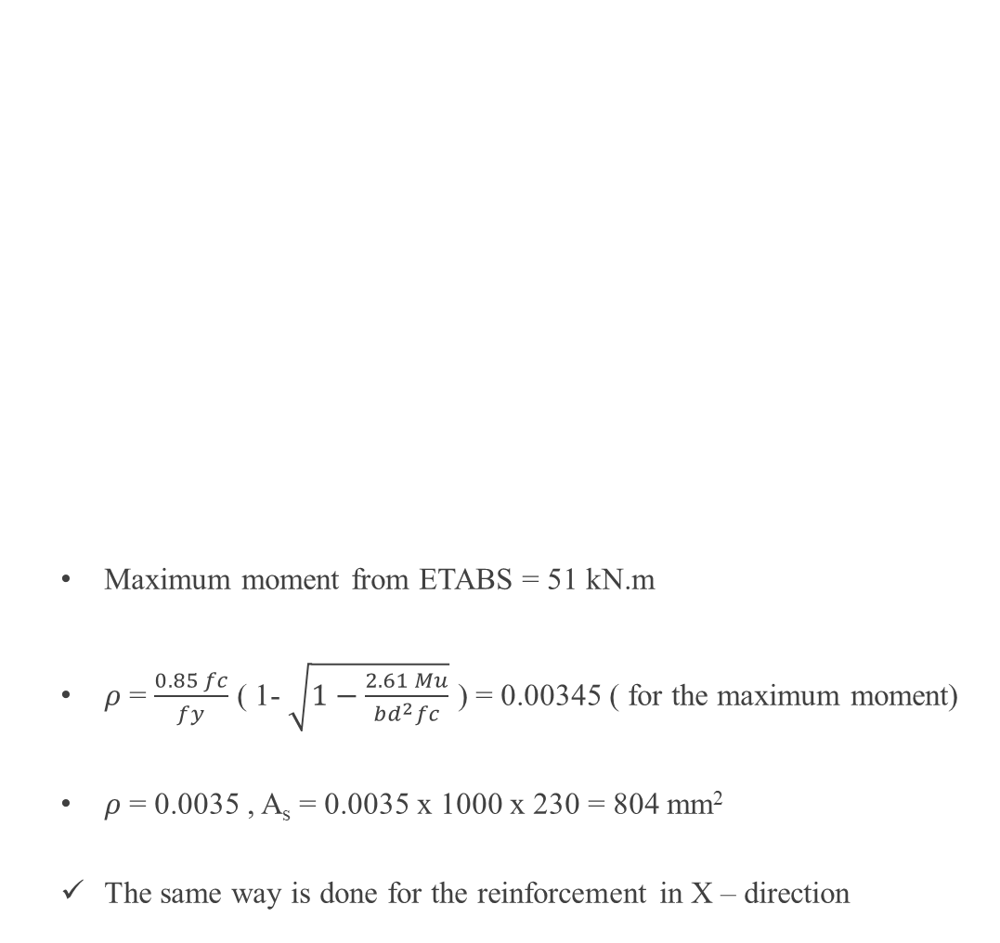 • Maximum moment from ETABS = 51 kN.m
• ρ = 0.85 fc / fy ( 1- √(1 − 2.61 Mu / bd² fc) ) = 0.00345 ( for the maximum moment)
• ρ = 0.0035 , Aₛ = 0.0035 x 1000 x 230 = 804 mm²
✓ The same way is done for the reinforcement in X – direction